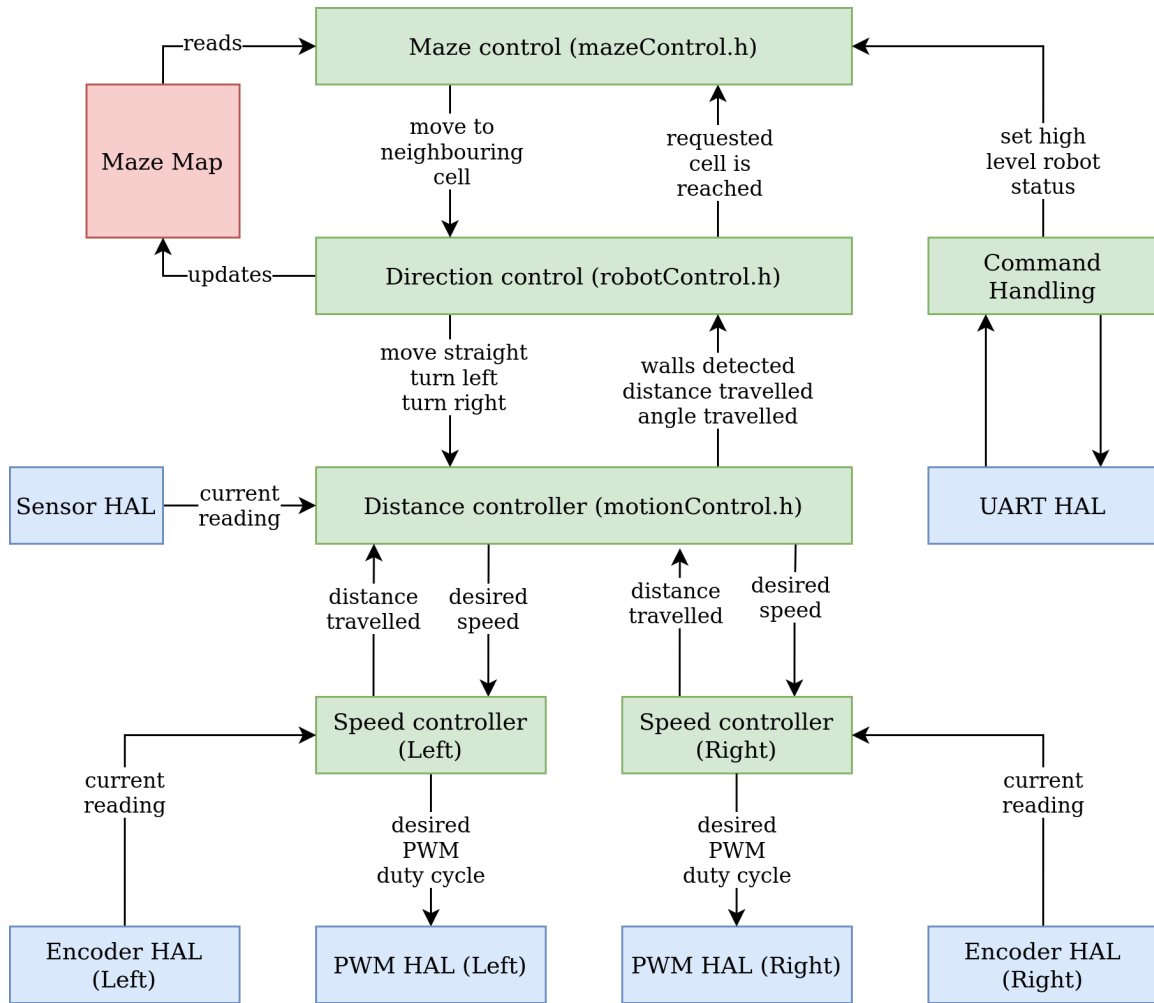 Maze control (mazeControl.h)
reads
Maze Map
move to
neighbouring
cell
requested
cell is
reached
set high
level robot
status
updates
Direction control (robotControl.h)
Command
Handling
move straight
turn left
turn right
walls detected
distance travelled
angle travelled
Sensor HAL
current
reading
Distance controller (motionControl.h)
UART HAL
distance
travelled
desired
speed
distance
travelled
desired
speed
Speed controller
(Left)
Speed controller
(Right)
current
reading
desired
PWM
duty cycle
desired
PWM
duty cycle
current
reading
Encoder HAL
(Left)
PWM HAL (Left)
PWM HAL (Right)
Encoder HAL
(Right)